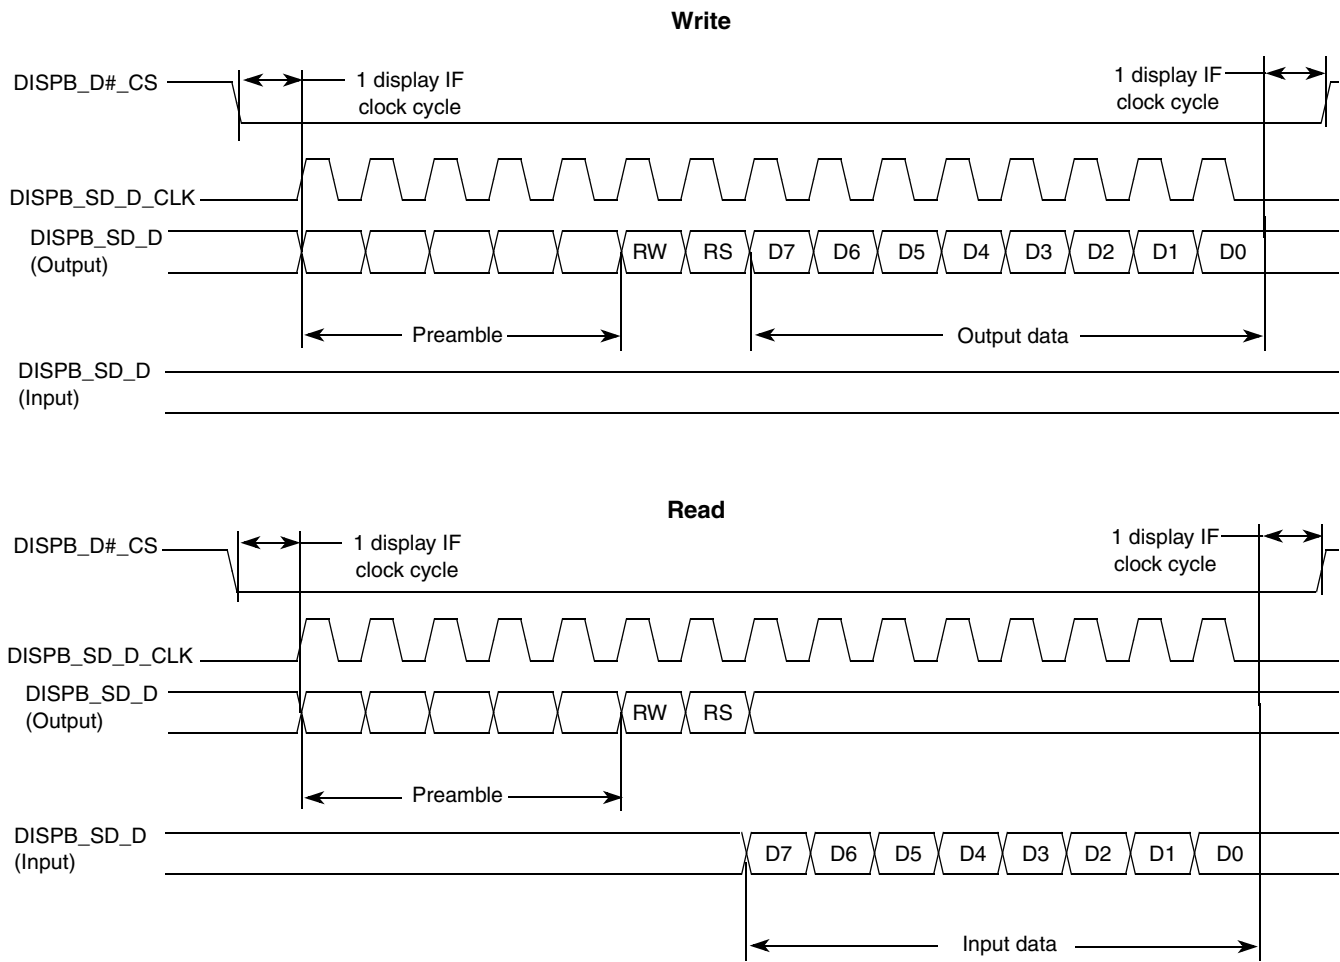 Write
DISPB_D#_CS
1 display IF
clock cycle
1 display IF
clock cycle
DISPB_SD_D_CLK
DISPB_SD_D
(Output)
RW RS D7 D6 D5 D4 D3 D2 D1 D0
Preamble
Output data
DISPB_SD_D
(Input)
Read
DISPB_D#_CS
1 display IF
clock cycle
1 display IF
clock cycle
DISPB_SD_D_CLK
DISPB_SD_D
(Output)
RW RS
Preamble
DISPB_SD_D
(Input)
D7 D6 D5 D4 D3 D2 D1 D0
Input data